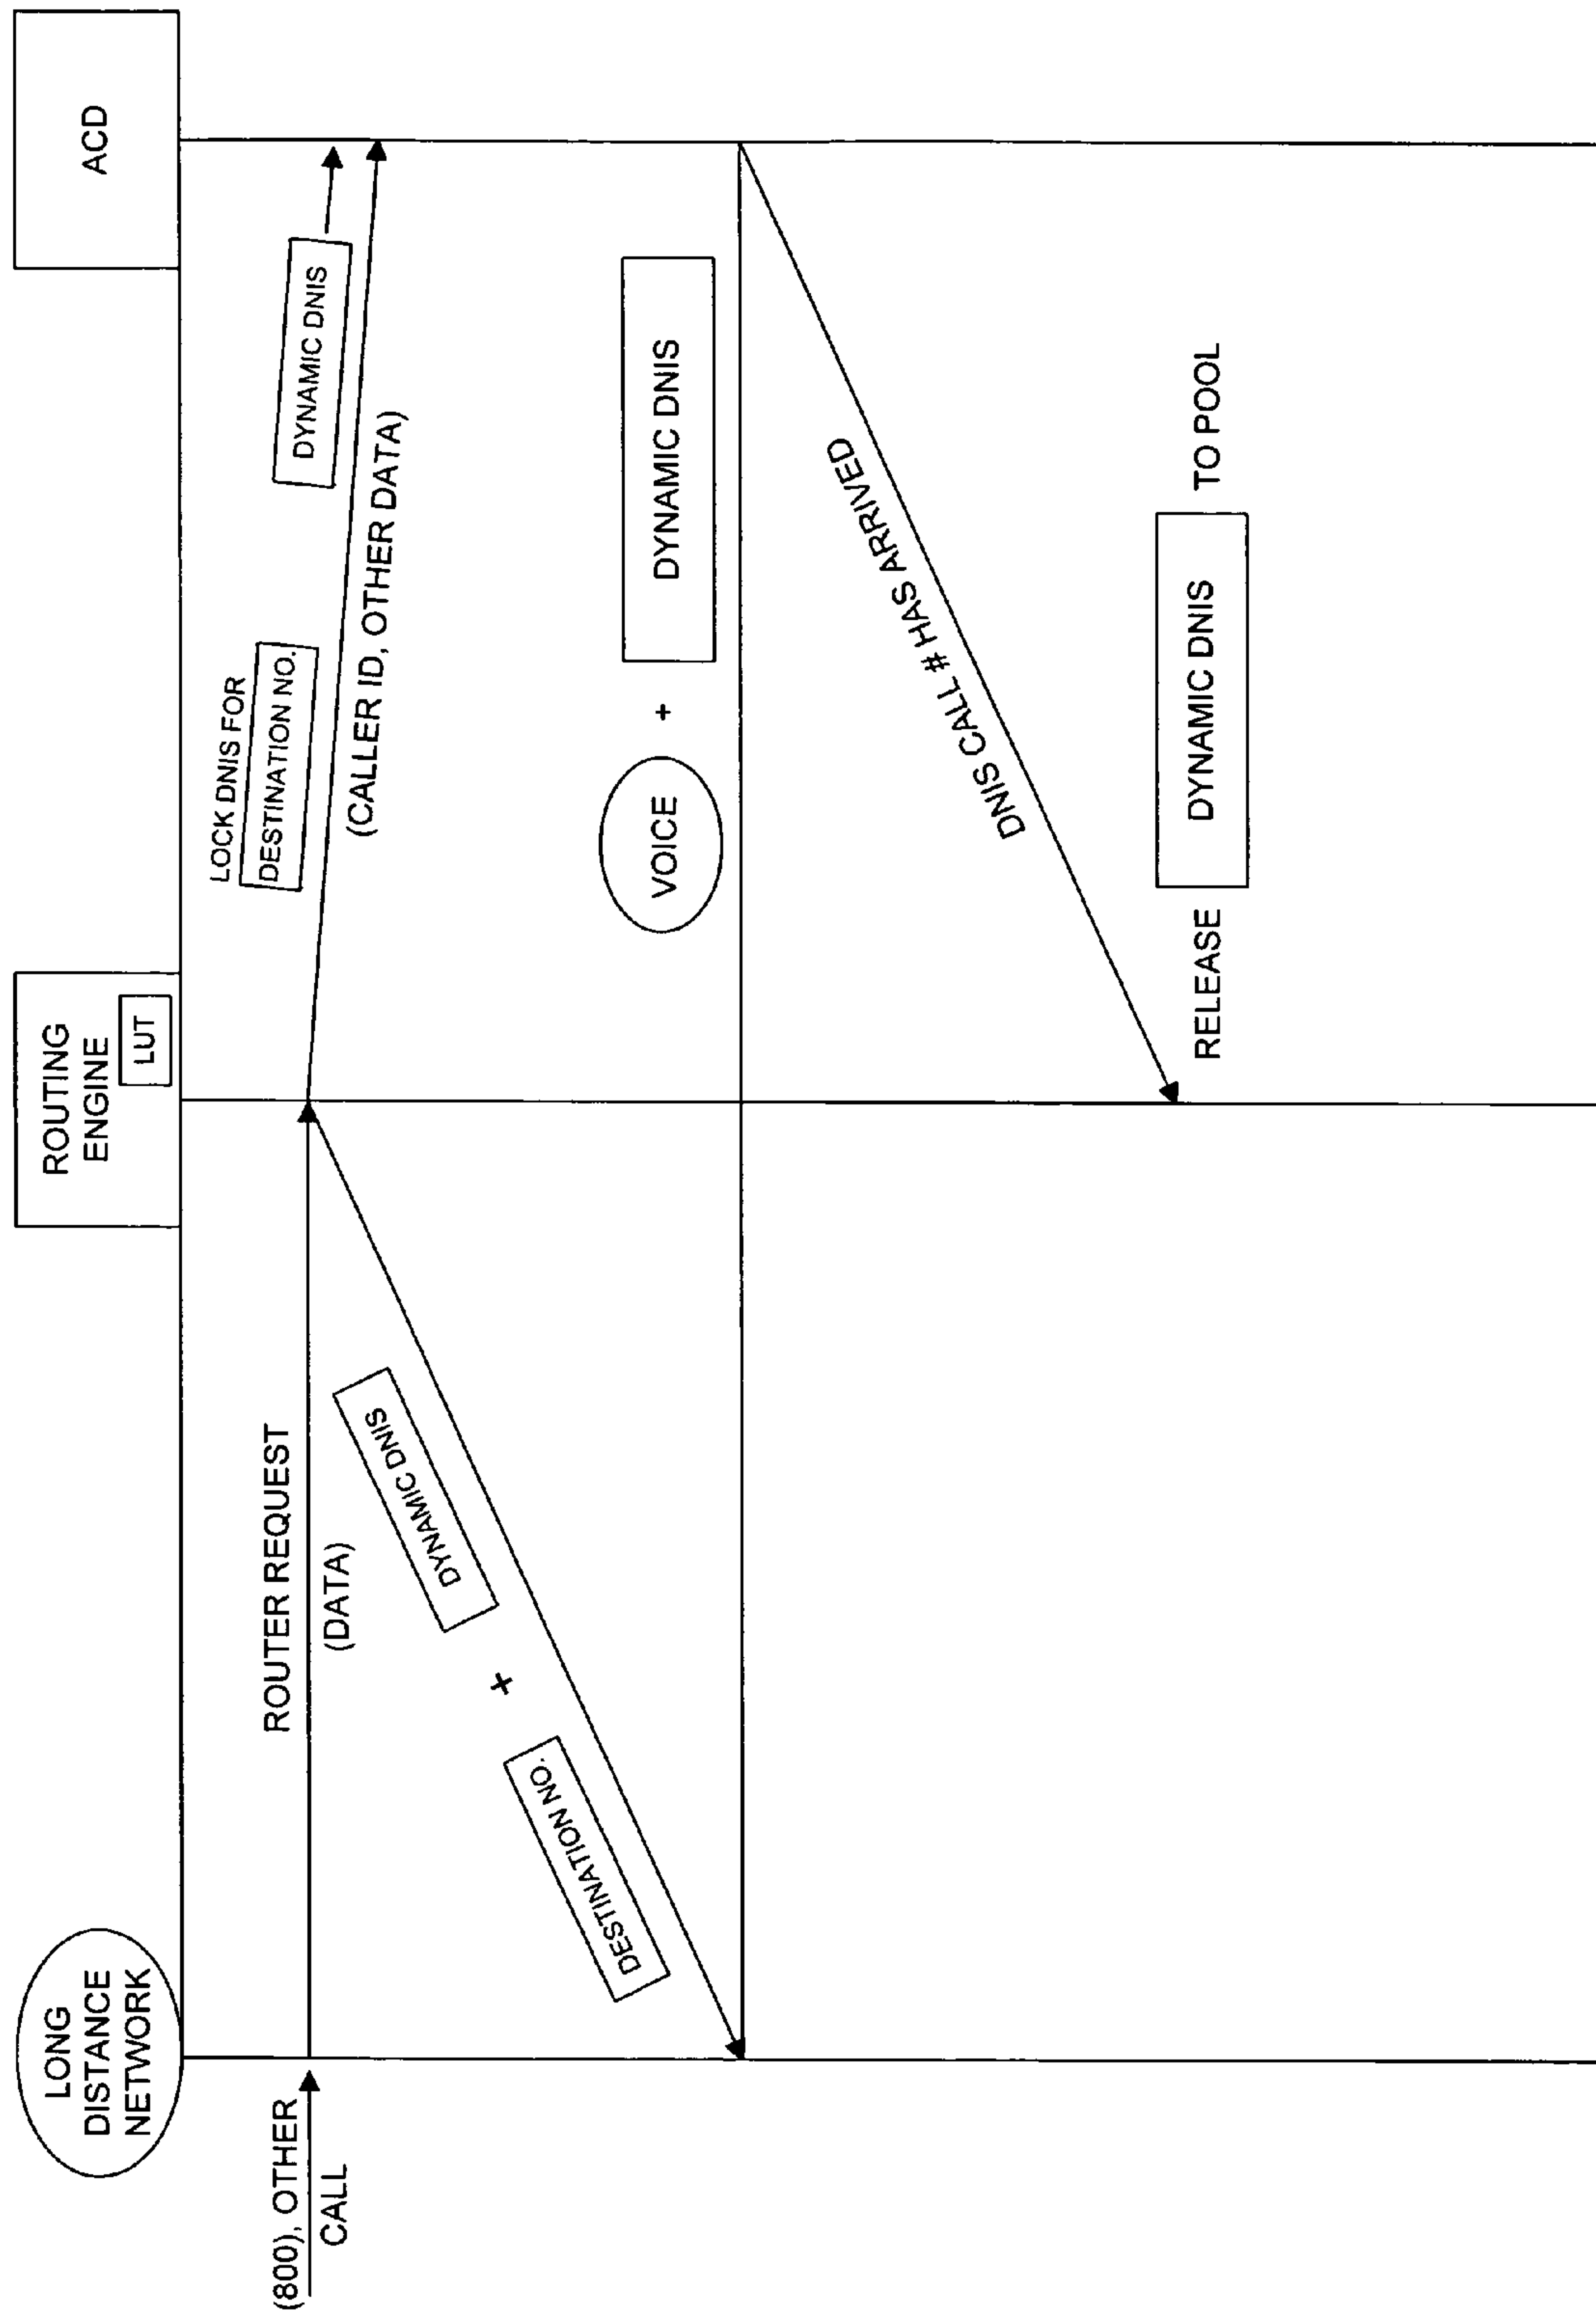 LONG
DISTANCE
NETWORK
ROUTING
ENGINE
LUT
ACD
(800), OTHER
CALL
ROUTER REQUEST
(DATA)
LOCK DNIS FOR
DESTINATION NO.
DYNAMIC DNIS
(CALLER ID, OTHER DATA)
DESTINATION NO.
+
DYNAMIC DNIS
VOICE
+
DYNAMIC DNIS
DNIS CALL # HAS ARRIVED
RELEASE
DYNAMIC DNIS
TO POOL